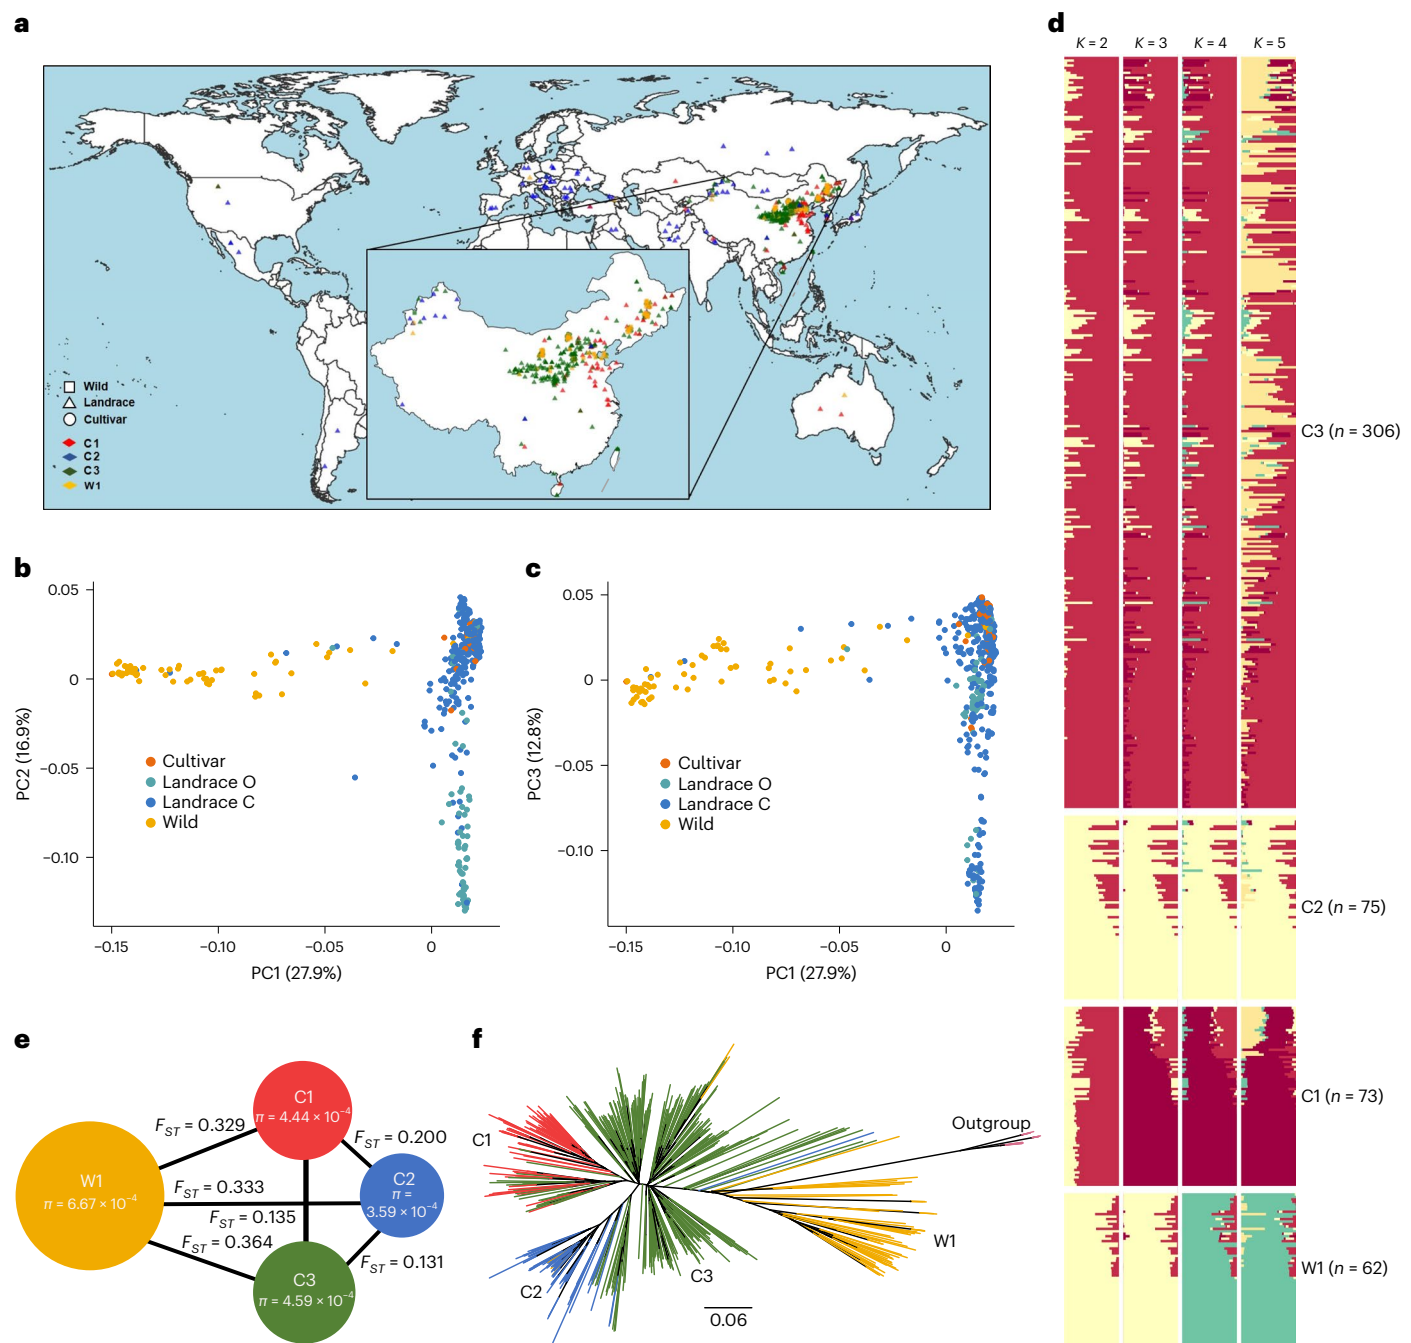 a
Wild
Landrace
Cultivar
C1
C2
C3
W1
b
0.05
0
−0.05
−0.10
PC2 (16.9%)
Cultivar
Landrace O
Landrace C
Wild
−0.15
−0.10
−0.05
0
PC1 (27.9%)
c
0.05
0
−0.05
−0.10
PC3 (12.8%)
Cultivar
Landrace O
Landrace C
Wild
−0.15
−0.10
−0.05
0
PC1 (27.9%)
d
K = 2
K = 3
K = 4
K = 5
C3 (n = 306)
C2 (n = 75)
C1 (n = 73)
W1 (n = 62)
e
C1
π = 4.44 × 10⁻⁴
FST = 0.329
FST = 0.200
W1
π = 6.67 × 10⁻⁴
FST = 0.333
C2
π =
3.59 × 10⁻⁴
FST = 0.135
FST = 0.364
FST = 0.131
C3
π = 4.59 × 10⁻⁴
f
C1
Outgroup
W1
C3
C2
0.06